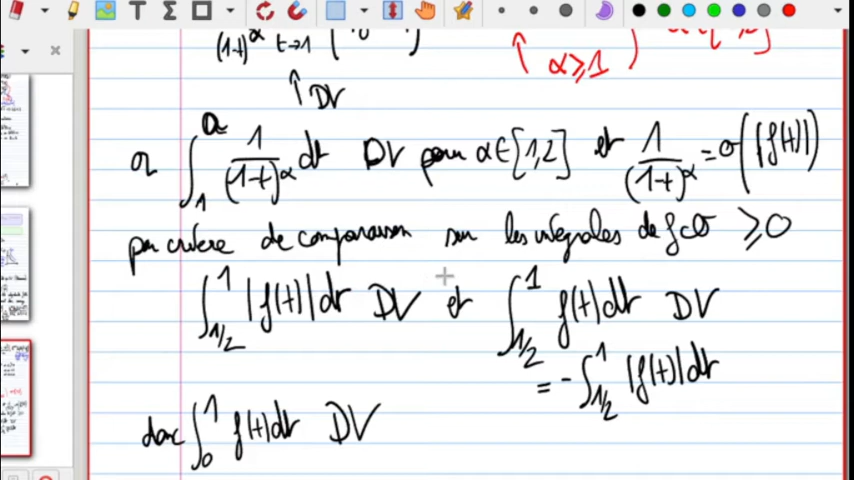 (1-t)^α t→1
α≥1
↑ DV
or ∫_1^a 1/(1-t)^α dt DV pour α∈[1,2] et 1/(1-t)^α = o(|f(t)|)
par critère de comparaison sur les intégrales de fct ≥0
∫_{1/2}^1 |f(t)|dt DV et ∫_{1/2}^1 f(t)dt DV
= -∫_{1/2}^1 |f(t)|dt
donc ∫_0^1 f(t)dt DV